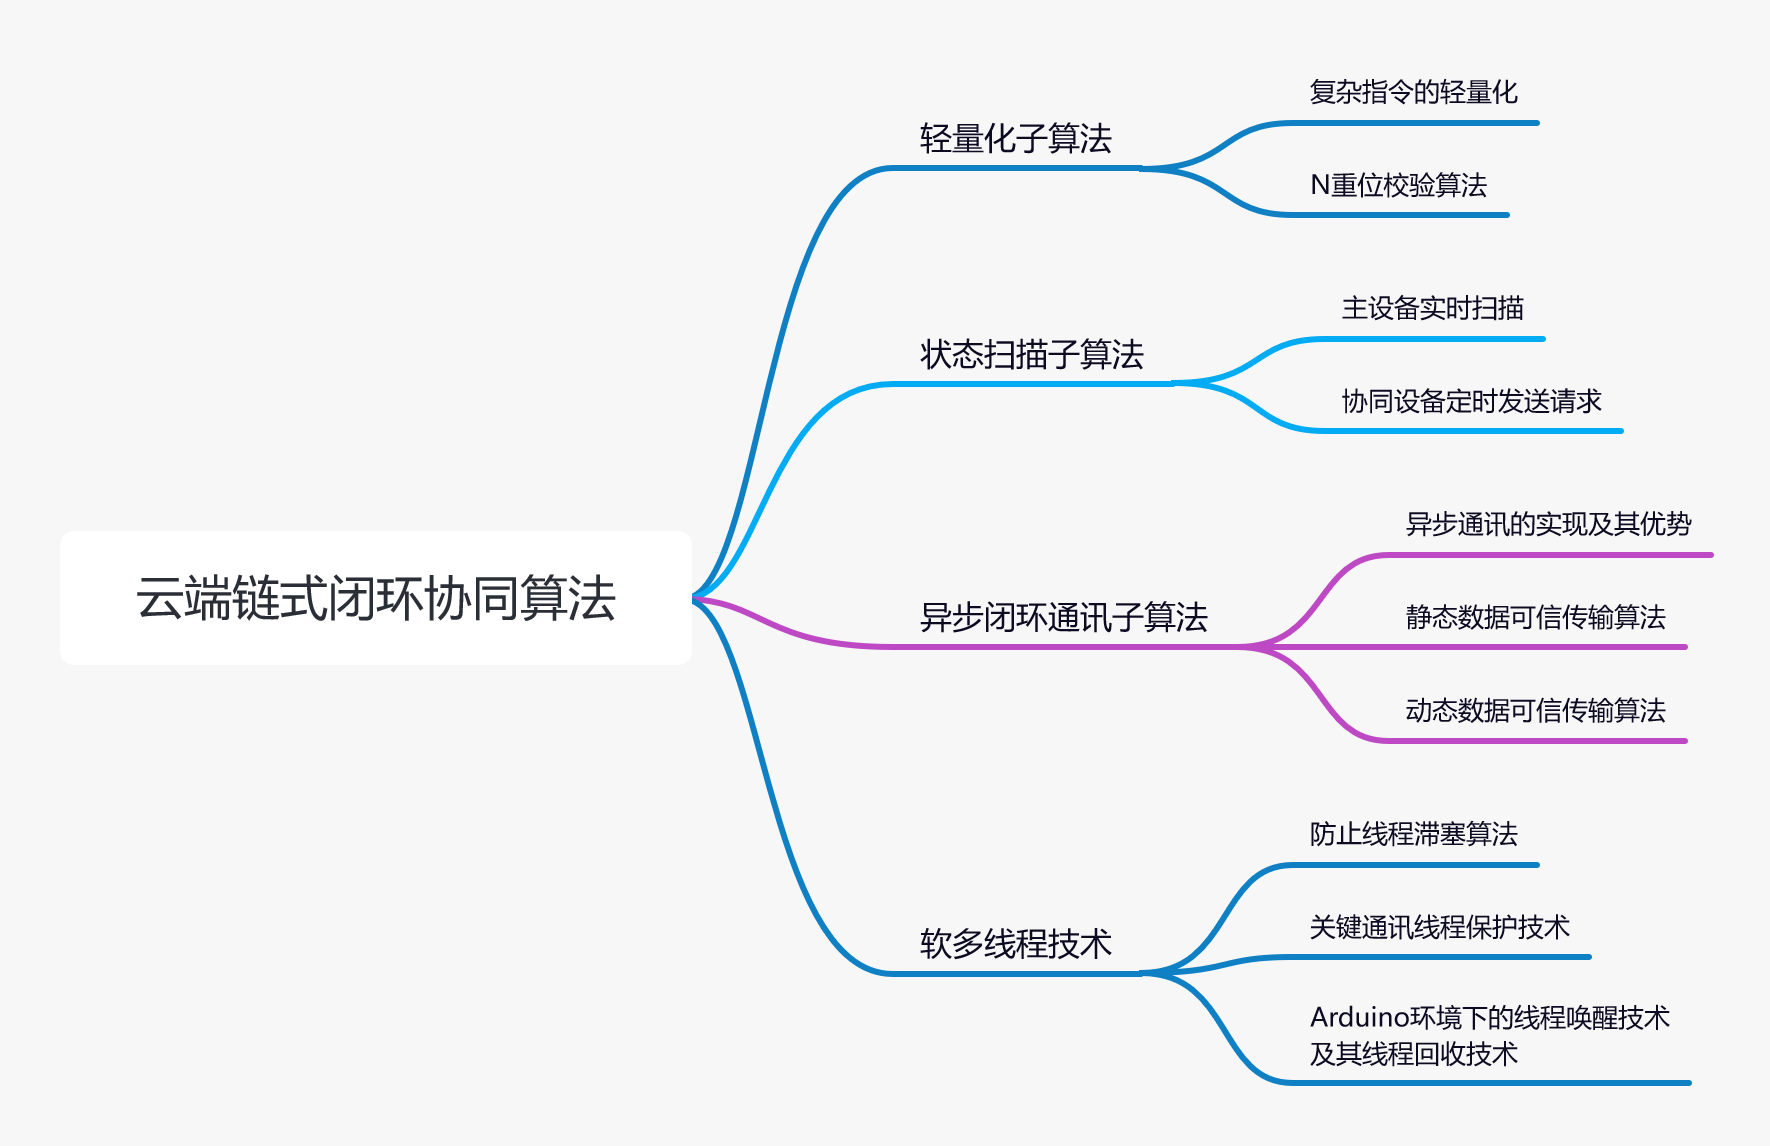 云端链式闭环协同算法
轻量化子算法
复杂指令的轻量化
N重位校验算法
状态扫描子算法
主设备实时扫描
协同设备定时发送请求
异步闭环通讯子算法
异步通讯的实现及其优势
静态数据可信传输算法
动态数据可信传输算法
软多线程技术
防止线程滞塞算法
关键通讯线程保护技术
Arduino环境下的线程唤醒技术
及其线程回收技术